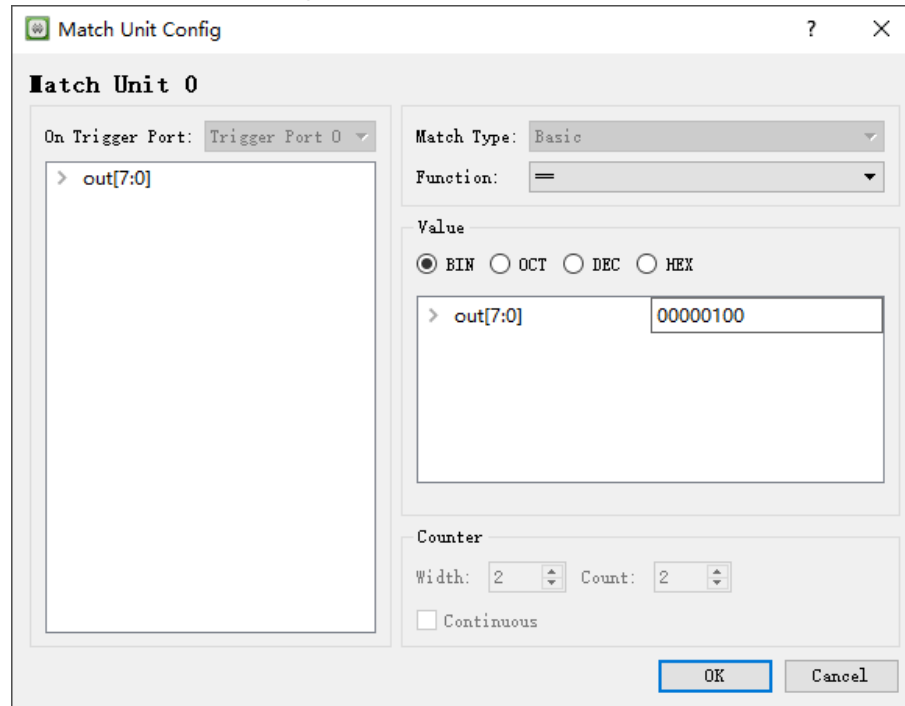 Match Unit Config
Match Unit 0
On Trigger Port: Trigger Port 0
out[7:0]
Match Type: Basic
Function: ==
Value
BIN OCT DEC HEX
out[7:0] 00000100
Counter
Width: 2 Count: 2
Continuous
OK Cancel